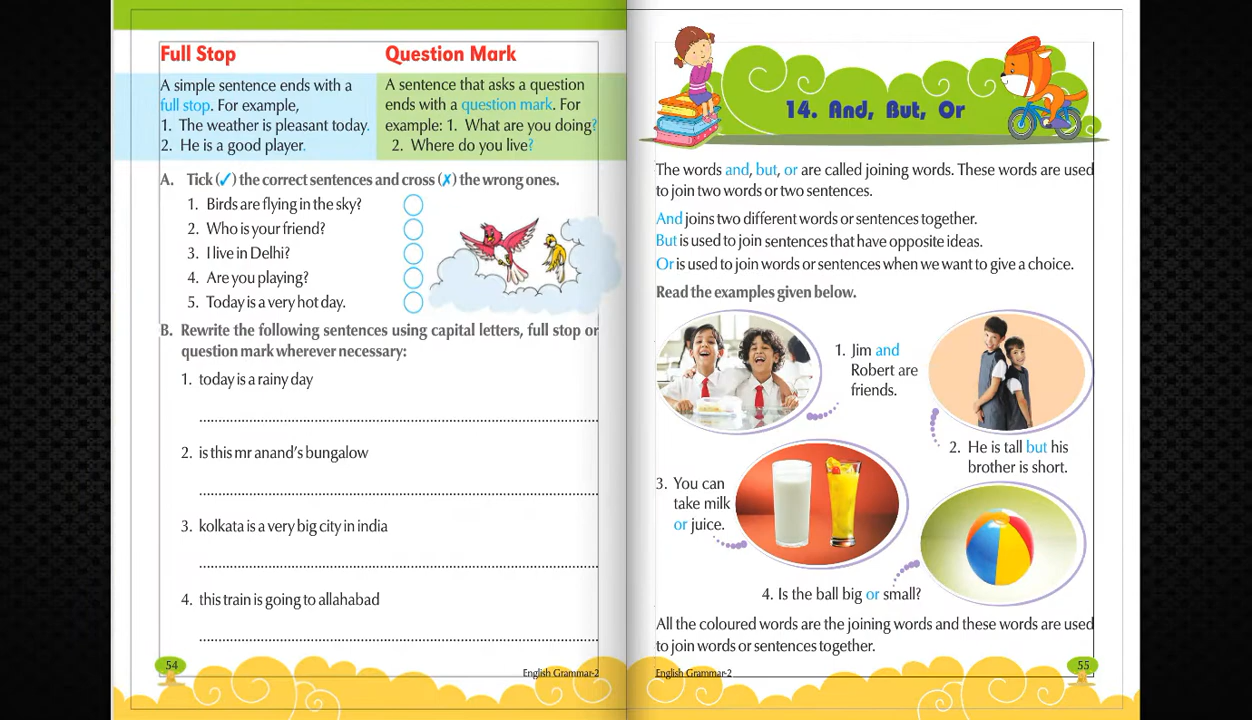 Full Stop
A simple sentence ends with a
full stop. For example,
1. The weather is pleasant today.
2. He is a good player.
Question Mark
A sentence that asks a question
ends with a question mark. For
example: 1. What are you doing?
2. Where do you live?
A. Tick (✓) the correct sentences and cross (✗) the wrong ones.
1. Birds are flying in the sky?
2. Who is your friend?
3. I live in Delhi?
4. Are you playing?
5. Today is a very hot day.
B. Rewrite the following sentences using capital letters, full stop or
question mark wherever necessary:
1. today is a rainy day
2. is this mr anand's bungalow
3. kolkata is a very big city in india
4. this train is going to allahabad
54
English Grammar-2
14. And, But, Or
The words and, but, or are called joining words. These words are used
to join two words or two sentences.
And joins two different words or sentences together.
But is used to join sentences that have opposite ideas.
Or is used to join words or sentences when we want to give a choice.
Read the examples given below.
1. Jim and
Robert are
friends.
2. He is tall but his
brother is short.
3. You can
take milk
or juice.
4. Is the ball big or small?
All the coloured words are the joining words and these words are used
to join words or sentences together.
English Grammar-2
55